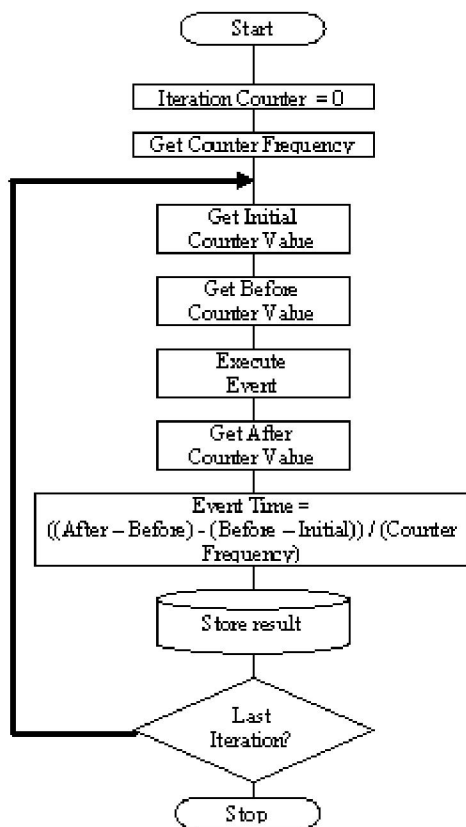 Start
Iteration Counter = 0
Get Counter Frequency
Get Initial
Counter Value
Get Before
Counter Value
Execute
Event
Get After
Counter Value
Event Time =
((After – Before) - (Before – Initial)) / (Counter
Frequency)
Store result
Last
Iteration?
Stop